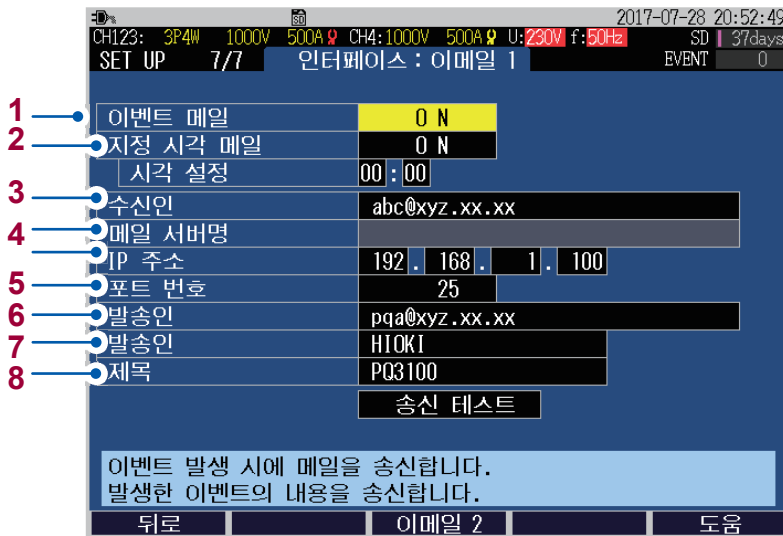 SD
2017-07-28 20:52:49
CH123: 3P4W 1000V 500A CH4:1000V 500A U:230V f:50Hz SD 37days
SET UP 7/7 인터페이스 : 이메일 1 EVENT 0
1 이벤트 메일 ON
2 지정 시각 메일 ON
시각 설정 00 : 00
3 수신인 abc@xyz.xx.xx
4 메일 서버명
IP 주소 192 . 168 . 1 . 100
5 포트 번호 25
6 발송인 pqa@xyz.xx.xx
7 발송인 HIOKI
8 제목 PQ3100
송신 테스트
이벤트 발생 시에 메일을 송신합니다.
발생한 이벤트의 내용을 송신합니다.
뒤로 이메일 2 도움